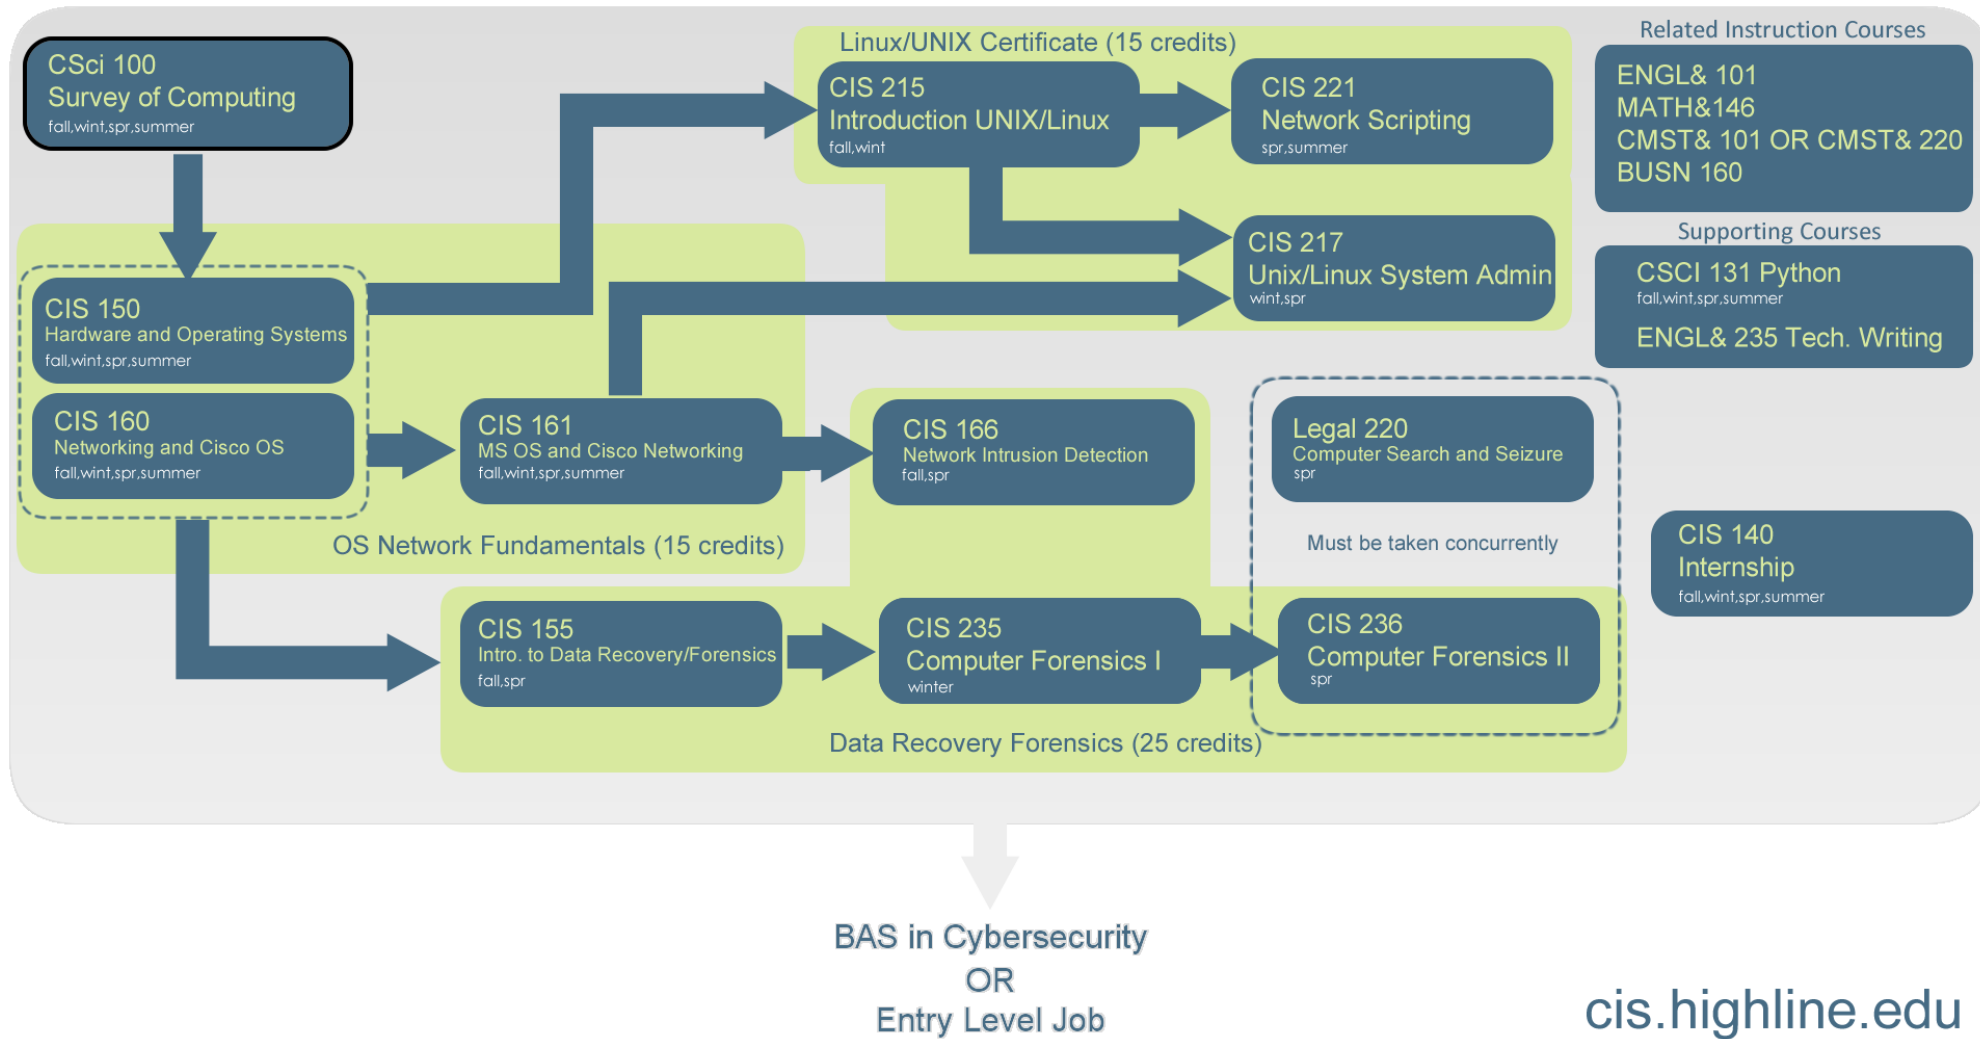 CSci 100
Survey of Computing
fall,wint,spr,summer
Linux/UNIX Certificate (15 credits)
CIS 215
Introduction UNIX/Linux
fall,wint
CIS 221
Network Scripting
spr,summer
CIS 217
Unix/Linux System Admin
wint,spr
Related Instruction Courses
ENGL& 101
MATH&146
CMST& 101 OR CMST& 220
BUSN 160
Supporting Courses
CSCI 131 Python
fall,wint,spr,summer
ENGL& 235 Tech. Writing
CIS 150
Hardware and Operating Systems
fall,wint,spr,summer
CIS 160
Networking and Cisco OS
fall,wint,spr,summer
CIS 161
MS OS and Cisco Networking
fall,wint,spr,summer
OS Network Fundamentals (15 credits)
CIS 166
Network Intrusion Detection
fall,spr
Legal 220
Computer Search and Seizure
spr
Must be taken concurrently
CIS 140
Internship
fall,wint,spr,summer
CIS 155
Intro. to Data Recovery/Forensics
fall,spr
CIS 235
Computer Forensics I
winter
CIS 236
Computer Forensics II
spr
Data Recovery Forensics (25 credits)
BAS in Cybersecurity
OR
Entry Level Job
cis.highline.edu